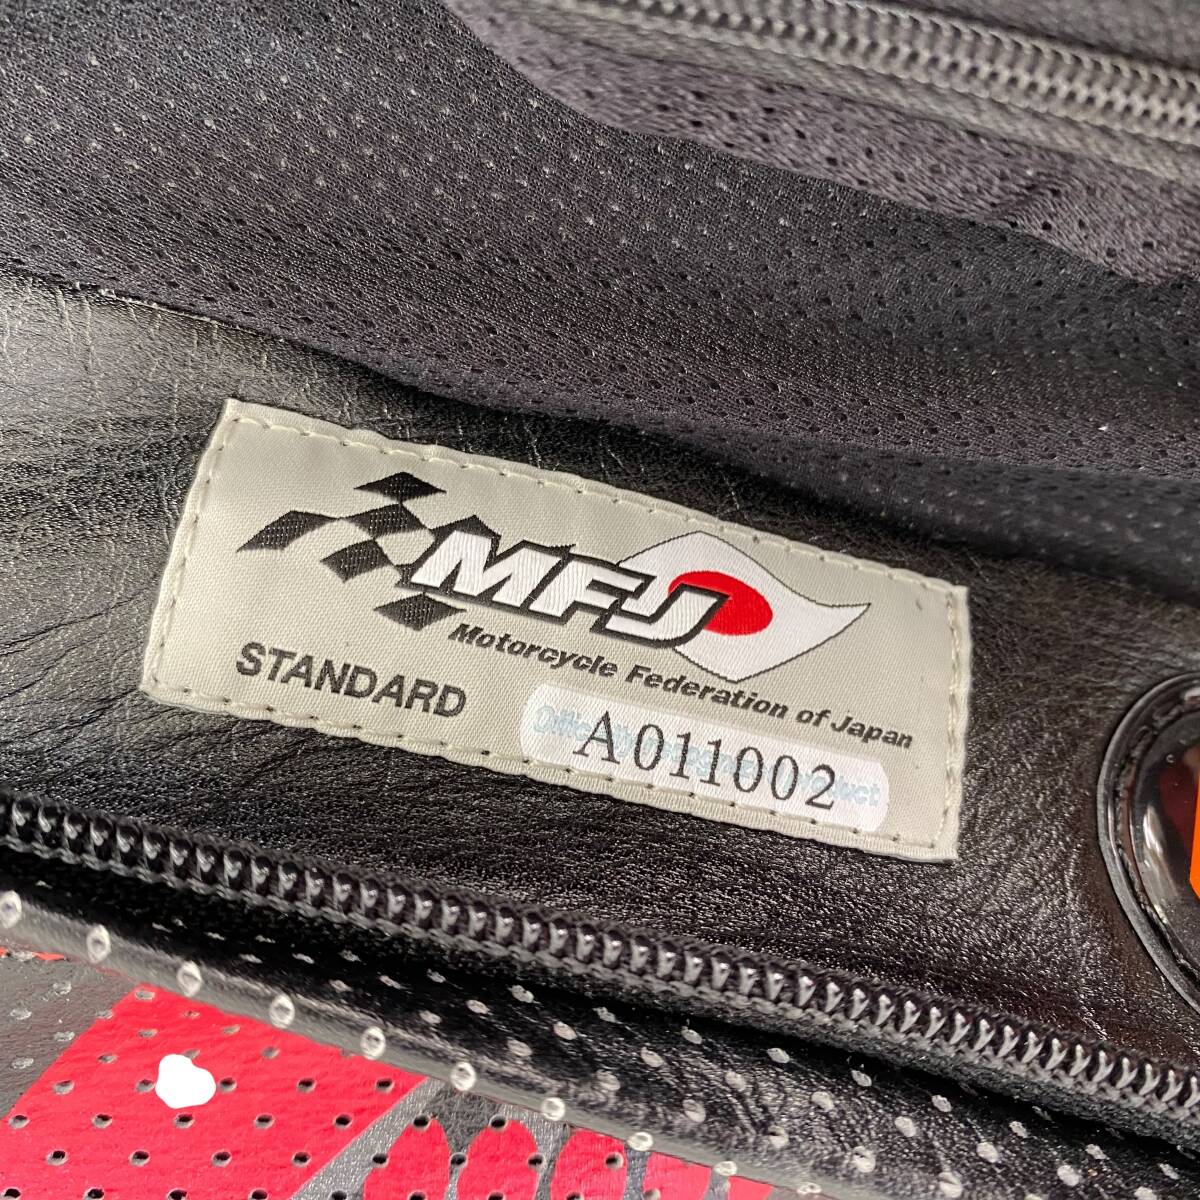 MFJ
Motorcycle Federation of Japan
STANDARD
A011002